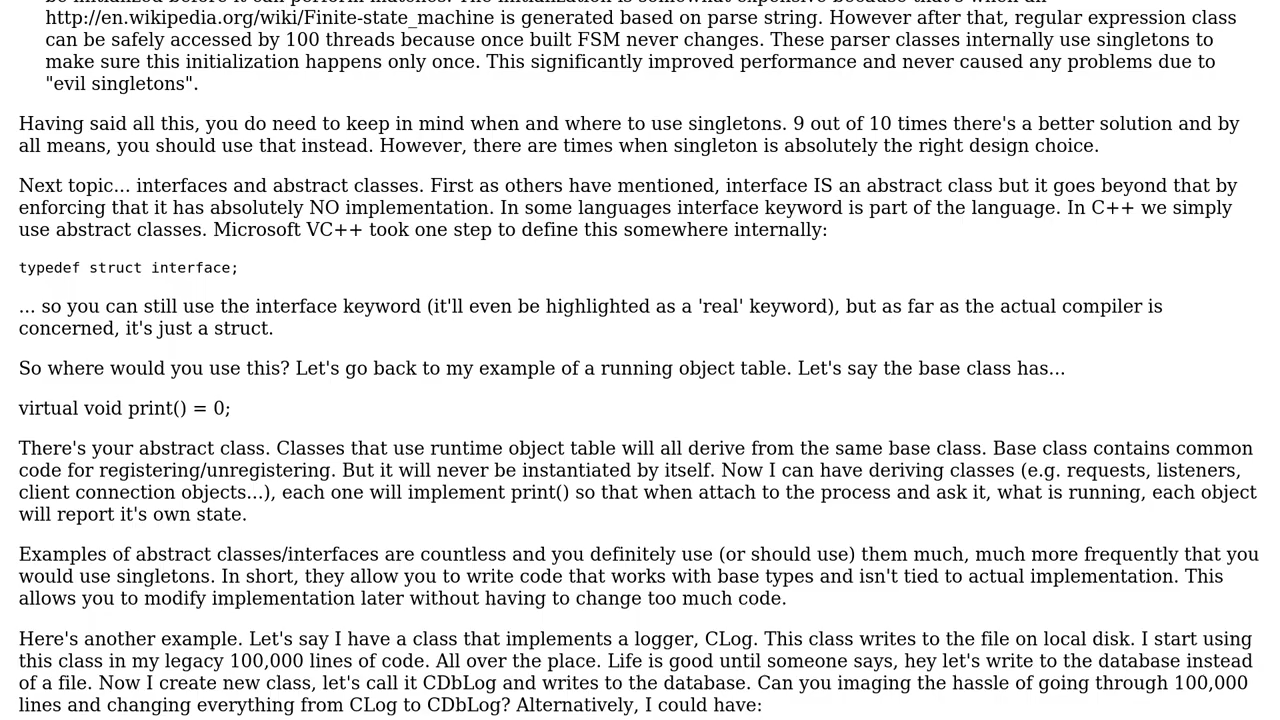 http://en.wikipedia.org/wiki/Finite-state_machine is generated based on parse string. However after that, regular expression class
can be safely accessed by 100 threads because once built FSM never changes. These parser classes internally use singletons to
make sure this initialization happens only once. This significantly improved performance and never caused any problems due to
"evil singletons".
Having said all this, you do need to keep in mind when and where to use singletons. 9 out of 10 times there's a better solution and by
all means, you should use that instead. However, there are times when singleton is absolutely the right design choice.
Next topic... interfaces and abstract classes. First as others have mentioned, interface IS an abstract class but it goes beyond that by
enforcing that it has absolutely NO implementation. In some languages interface keyword is part of the language. In C++ we simply
use abstract classes. Microsoft VC++ took one step to define this somewhere internally:
typedef struct interface;
... so you can still use the interface keyword (it'll even be highlighted as a 'real' keyword), but as far as the actual compiler is
concerned, it's just a struct.
So where would you use this? Let's go back to my example of a running object table. Let's say the base class has...
virtual void print() = 0;
There's your abstract class. Classes that use runtime object table will all derive from the same base class. Base class contains common
code for registering/unregistering. But it will never be instantiated by itself. Now I can have deriving classes (e.g. requests, listeners,
client connection objects...), each one will implement print() so that when attach to the process and ask it, what is running, each object
will report it's own state.
Examples of abstract classes/interfaces are countless and you definitely use (or should use) them much, much more frequently that you
would use singletons. In short, they allow you to write code that works with base types and isn't tied to actual implementation. This
allows you to modify implementation later without having to change too much code.
Here's another example. Let's say I have a class that implements a logger, CLog. This class writes to the file on local disk. I start using
this class in my legacy 100,000 lines of code. All over the place. Life is good until someone says, hey let's write to the database instead
of a file. Now I create new class, let's call it CDbLog and writes to the database. Can you imaging the hassle of going through 100,000
lines and changing everything from CLog to CDbLog? Alternatively, I could have: